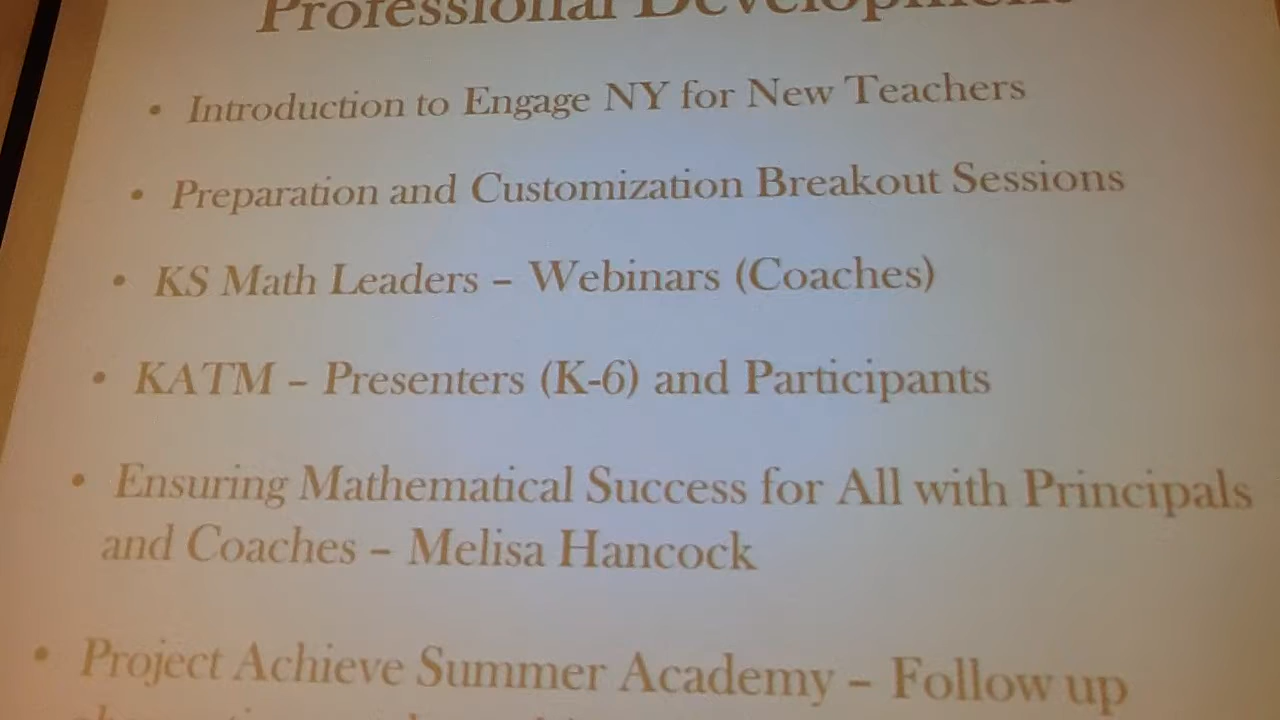 Professional Development
• Introduction to Engage NY for New Teachers
• Preparation and Customization Breakout Sessions
• KS Math Leaders – Webinars (Coaches)
• KATM – Presenters (K-6) and Participants
• Ensuring Mathematical Success for All with Principals
and Coaches – Melisa Hancock
• Project Achieve Summer Academy – Follow up